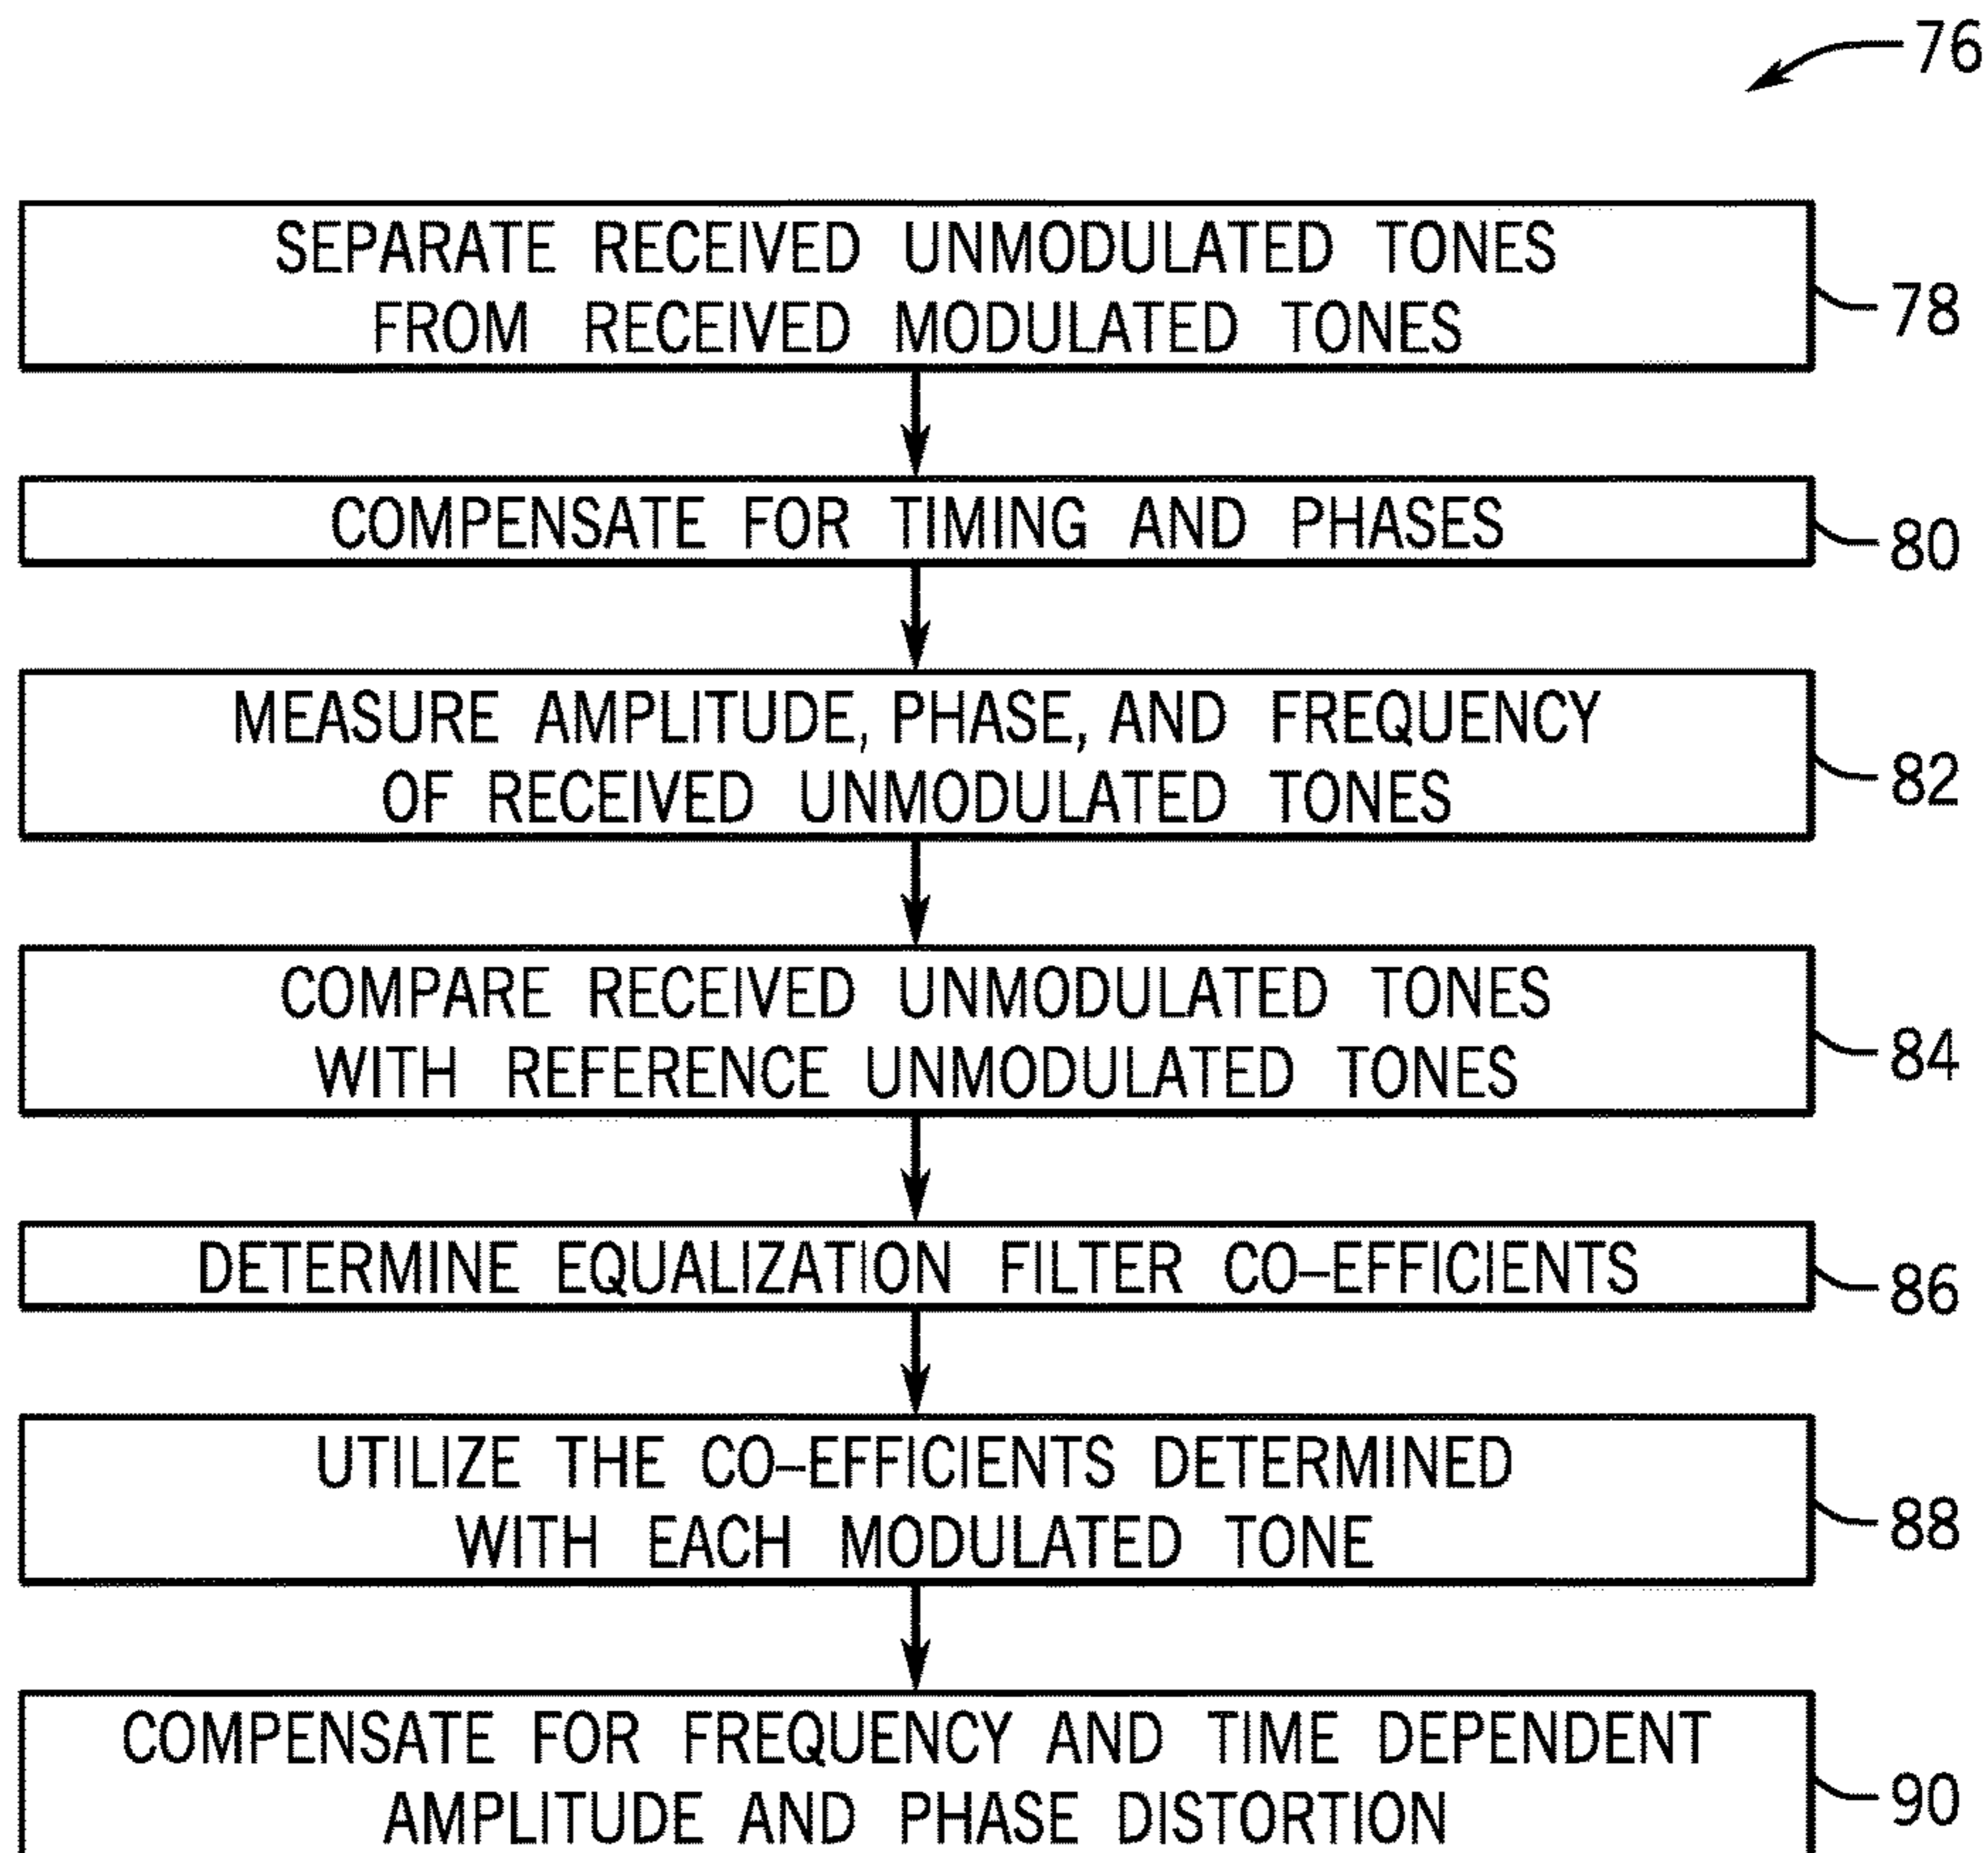 76
SEPARATE RECEIVED UNMODULATED TONES
FROM RECEIVED MODULATED TONES
78
COMPENSATE FOR TIMING AND PHASES
80
MEASURE AMPLITUDE, PHASE, AND FREQUENCY
OF RECEIVED UNMODULATED TONES
82
COMPARE RECEIVED UNMODULATED TONES
WITH REFERENCE UNMODULATED TONES
84
DETERMINE EQUALIZATION FILTER CO-EFFICIENTS
86
UTILIZE THE CO-EFFICIENTS DETERMINED
WITH EACH MODULATED TONE
88
COMPENSATE FOR FREQUENCY AND TIME DEPENDENT
AMPLITUDE AND PHASE DISTORTION
90